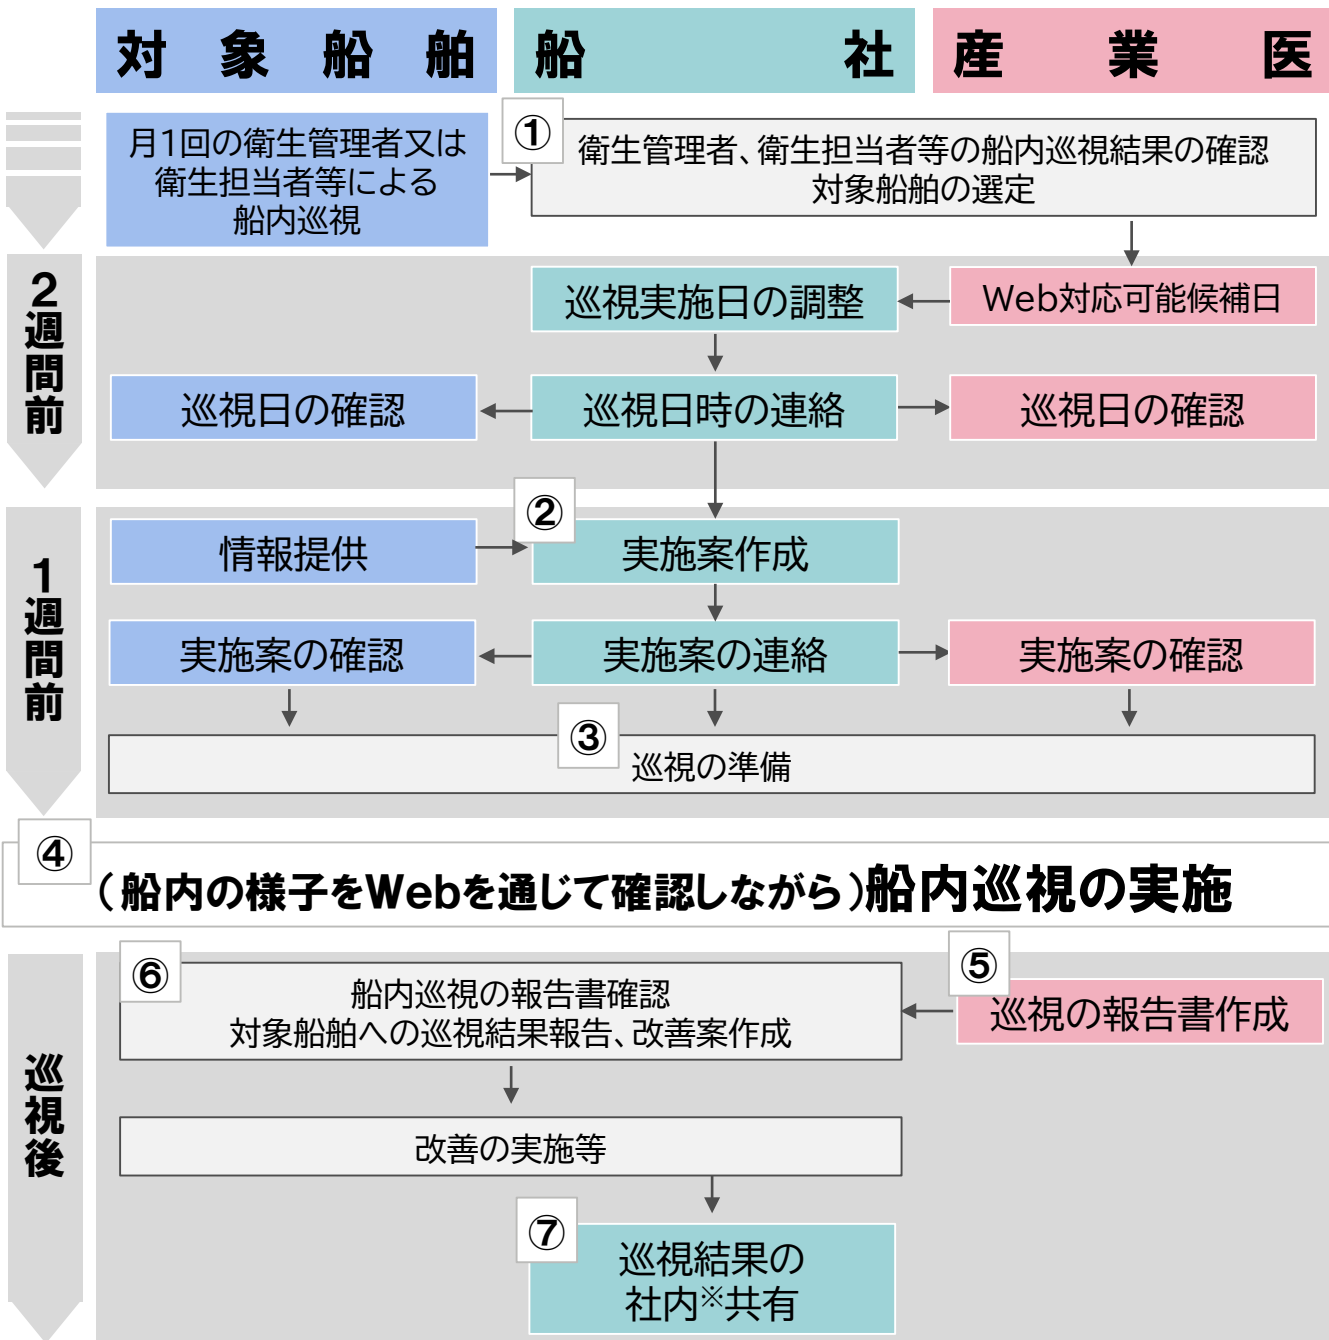 対象船舶
船社
産業医
月1回の衛生管理者又は
衛生担当者等による
船内巡視
①
衛生管理者、衛生担当者等の船内巡視結果の確認
対象船舶の選定
2週間前
巡視実施日の調整
Web対応可能候補日
巡視日の確認
巡視日時の連絡
巡視日の確認
1週間前
情報提供
②
実施案作成
実施案の確認
実施案の連絡
実施案の確認
③
巡視の準備
④
（船内の様子をWebを通じて確認しながら）船内巡視の実施
巡視後
⑥
船内巡視の報告書確認
対象船舶への巡視結果報告、改善案作成
⑤
巡視の報告書作成
改善の実施等
⑦
巡視結果の
社内※共有